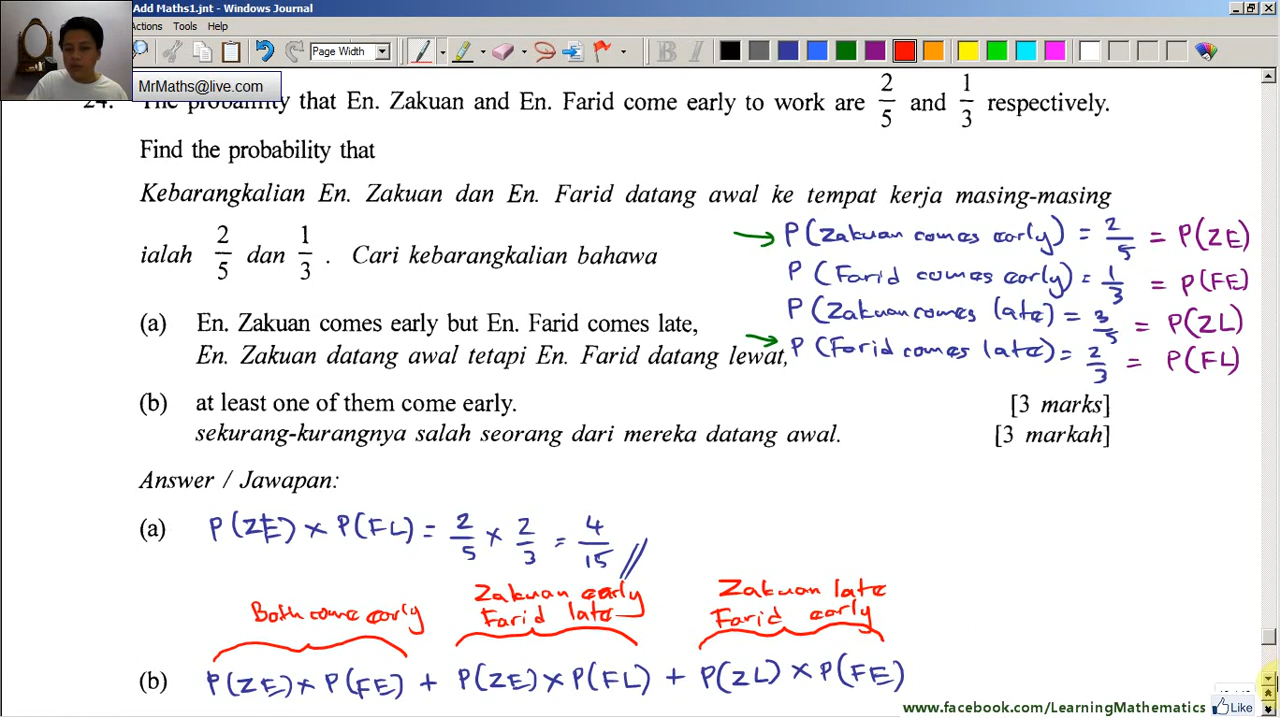 Add Maths1.jnt - Windows Journal
Actions Tools Help
Page Width
MrMaths@live.com
24. The probability that En. Zakuan and En. Farid come early to work are 2/5 and 1/3 respectively.
Find the probability that
Kebarangkalian En. Zakuan dan En. Farid datang awal ke tempat kerja masing-masing
ialah 2/5 dan 1/3 . Cari kebarangkalian bahawa
P(Zakuan comes early) = 2/5 = P(ZE)
P (Farid comes early) = 1/3 = P(FE)
P(Zakuan comes late) = 3/5 = P(ZL)
P(Farid comes late) = 2/3 = P(FL)
(a) En. Zakuan comes early but En. Farid comes late,
En. Zakuan datang awal tetapi En. Farid datang lewat,
(b) at least one of them come early. [3 marks]
sekurang-kurangnya salah seorang dari mereka datang awal. [3 markah]
Answer / Jawapan:
(a) P(ZE) × P(FL) = 2/5 × 2/3 = 4/15 //
Both come early
Zakuan early
Farid late
Zakuan late
Farid early
(b) P(ZE) × P(FE) + P(ZE) × P(FL) + P(ZL) × P(FE)
www.facebook.com/LearningMathematics Like